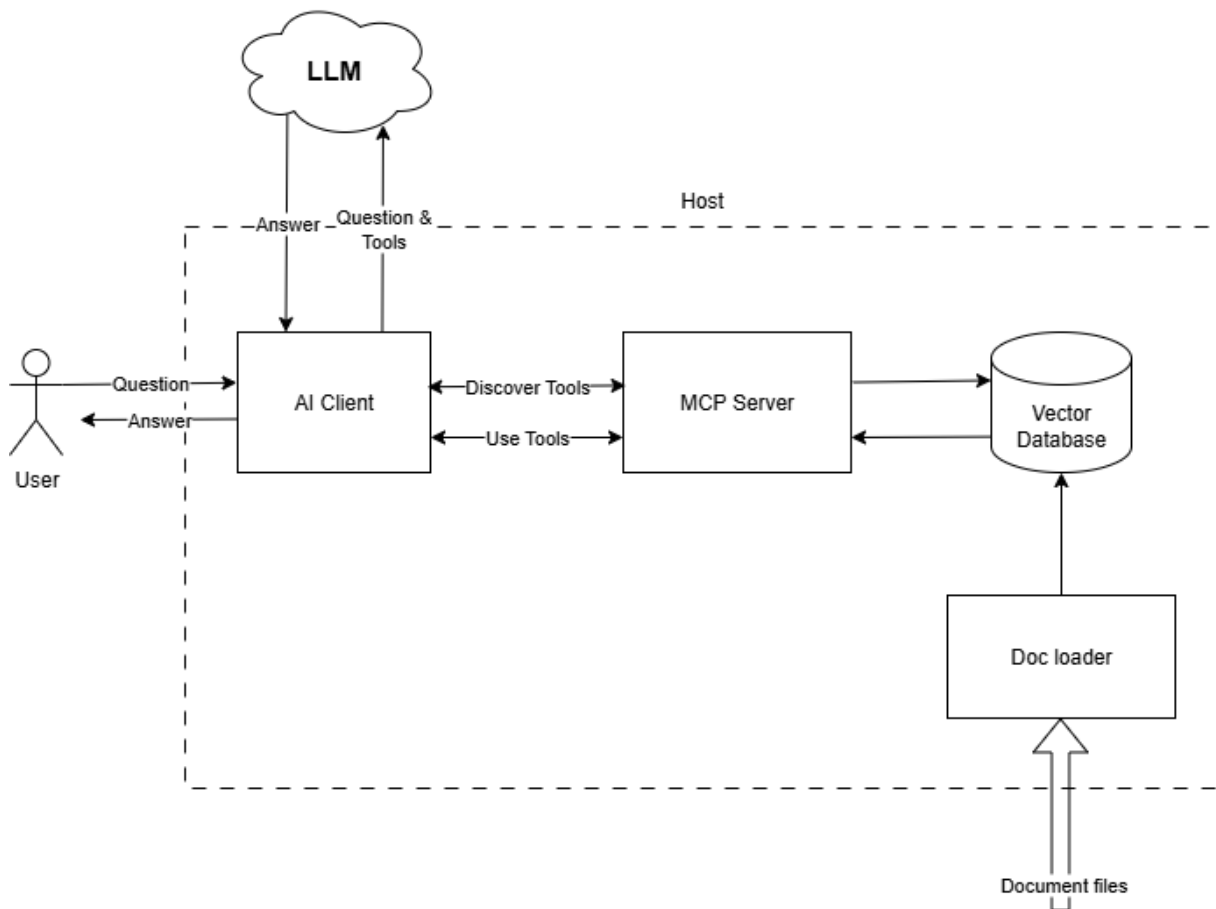 LLM
Host
Answer
Question &
Tools
Question
Answer
User
AI Client
Discover Tools
Use Tools
MCP Server
Vector
Database
Doc loader
Document files